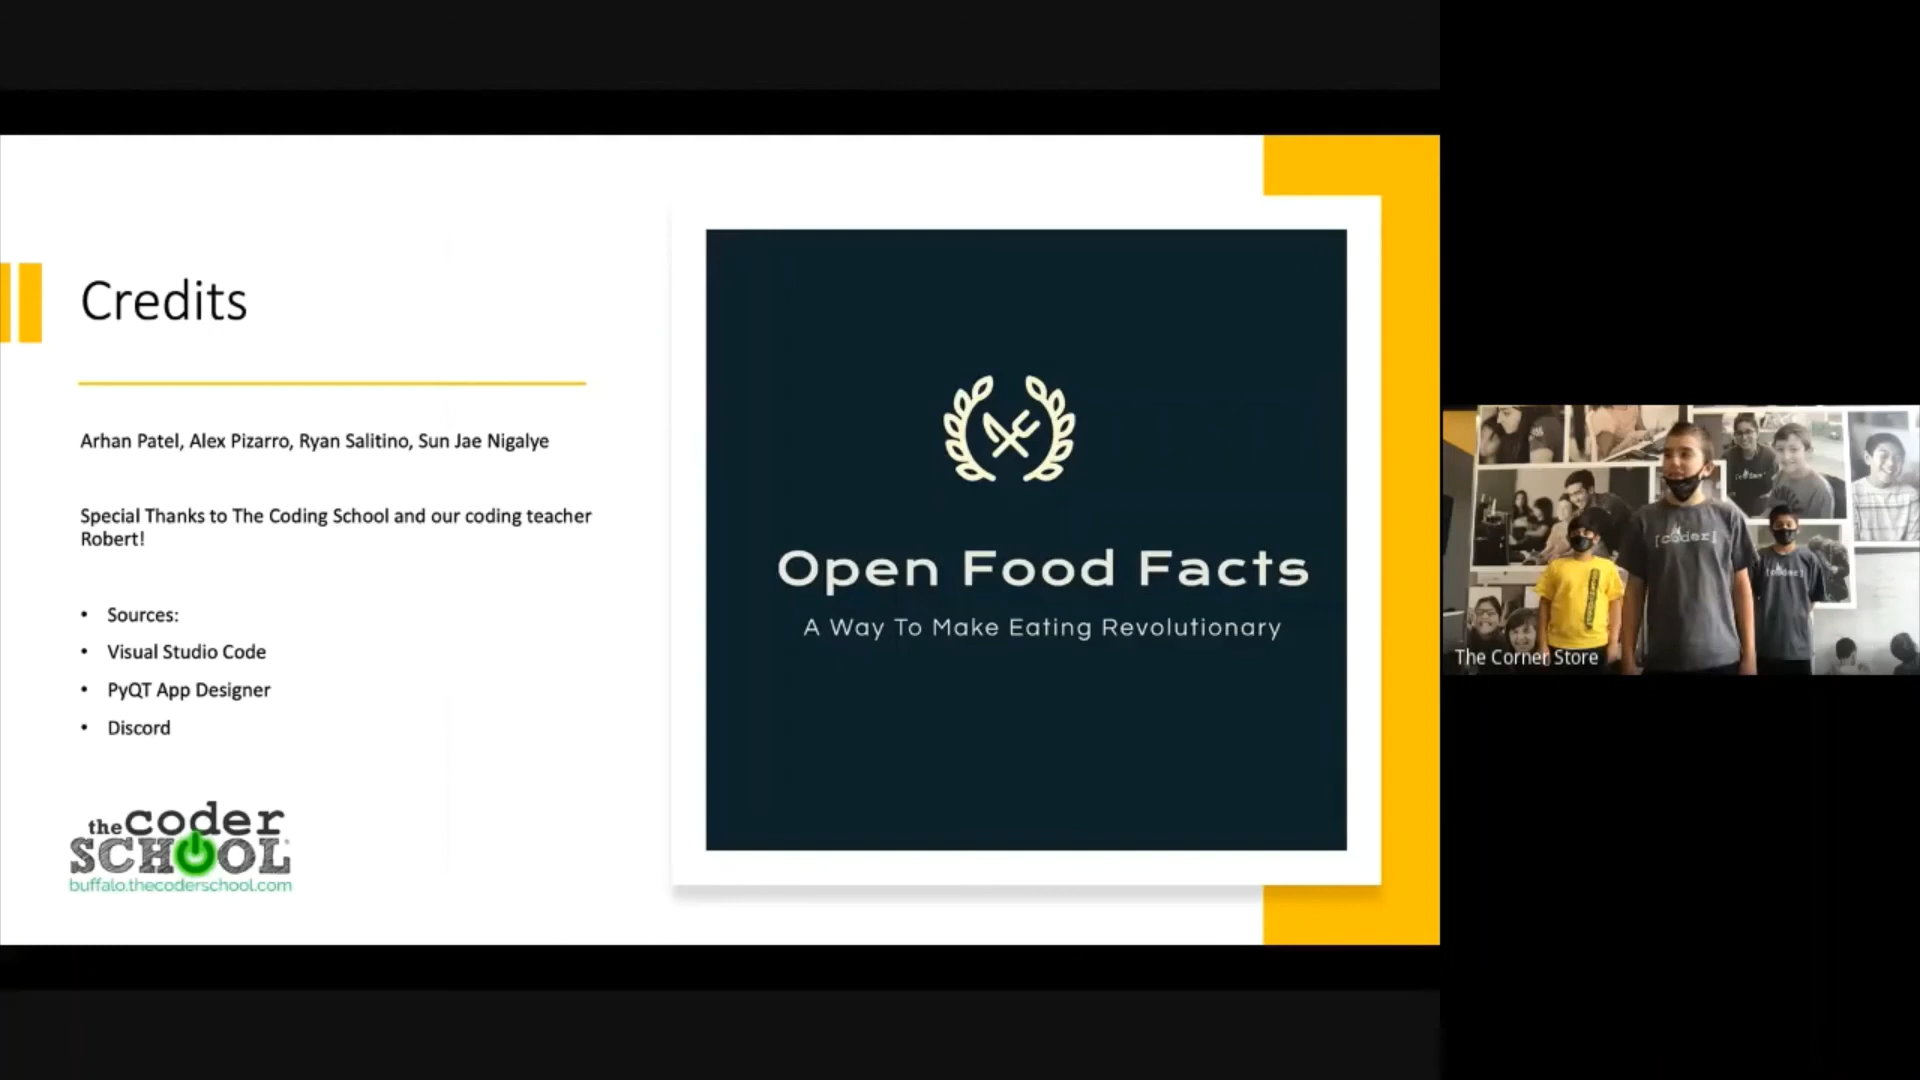 Credits
Arhan Patel, Alex Pizarro, Ryan Salitino, Sun Jae Nigalye
Special Thanks to The Coding School and our coding teacher
Robert!
• Sources:
• Visual Studio Code
• PyQT App Designer
• Discord
the coder
SCHOOL
buffalo.thecoderschool.com
Open Food Facts
A Way To Make Eating Revolutionary
[coder]
[coder]
The Corner Store